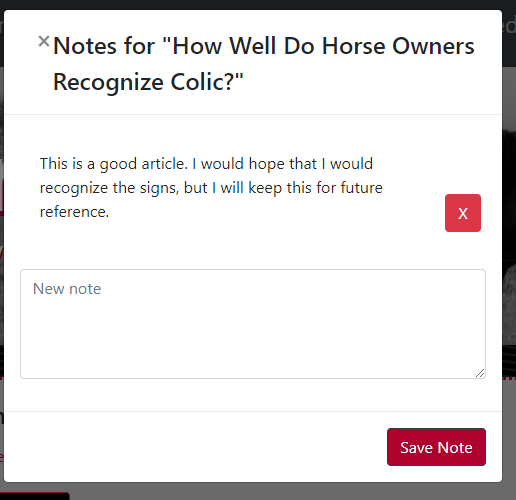 ×
Notes for "How Well Do Horse Owners
Recognize Colic?"
This is a good article. I would hope that I would
recognize the signs, but I will keep this for future
reference.
X
New note
Save Note